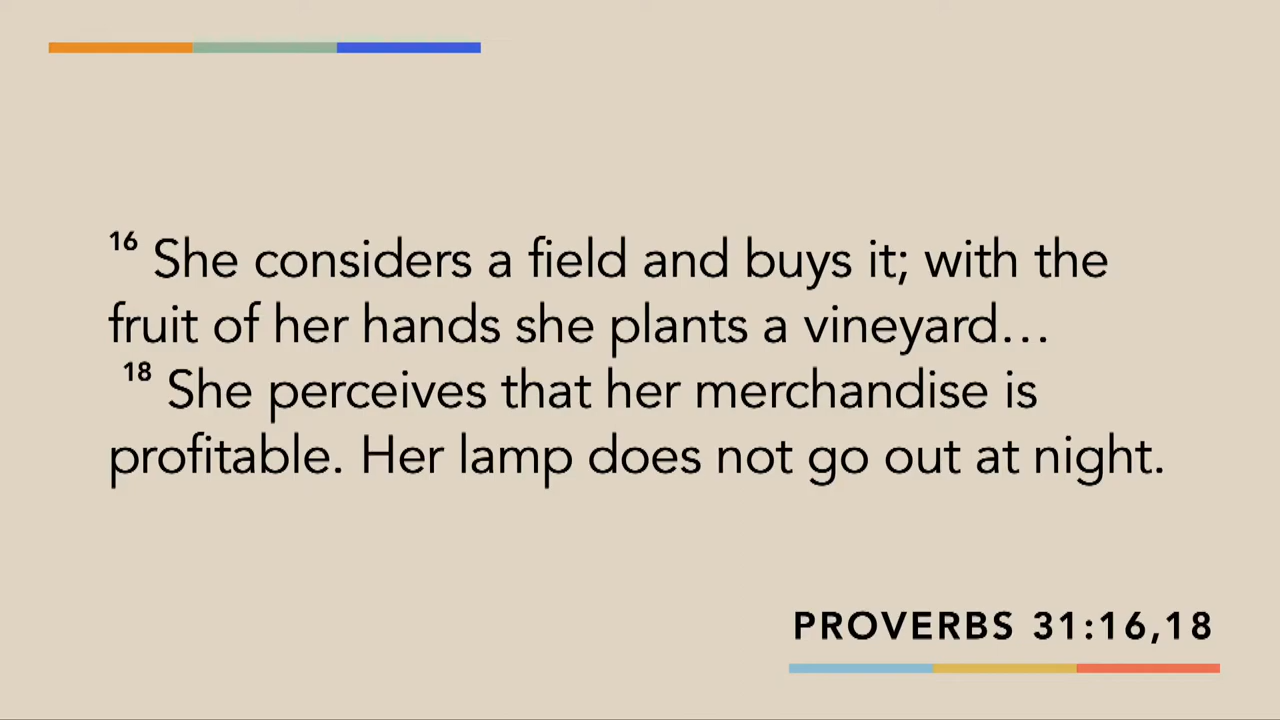 16 She considers a field and buys it; with the
fruit of her hands she plants a vineyard…
18 She perceives that her merchandise is
profitable. Her lamp does not go out at night.
PROVERBS 31:16,18